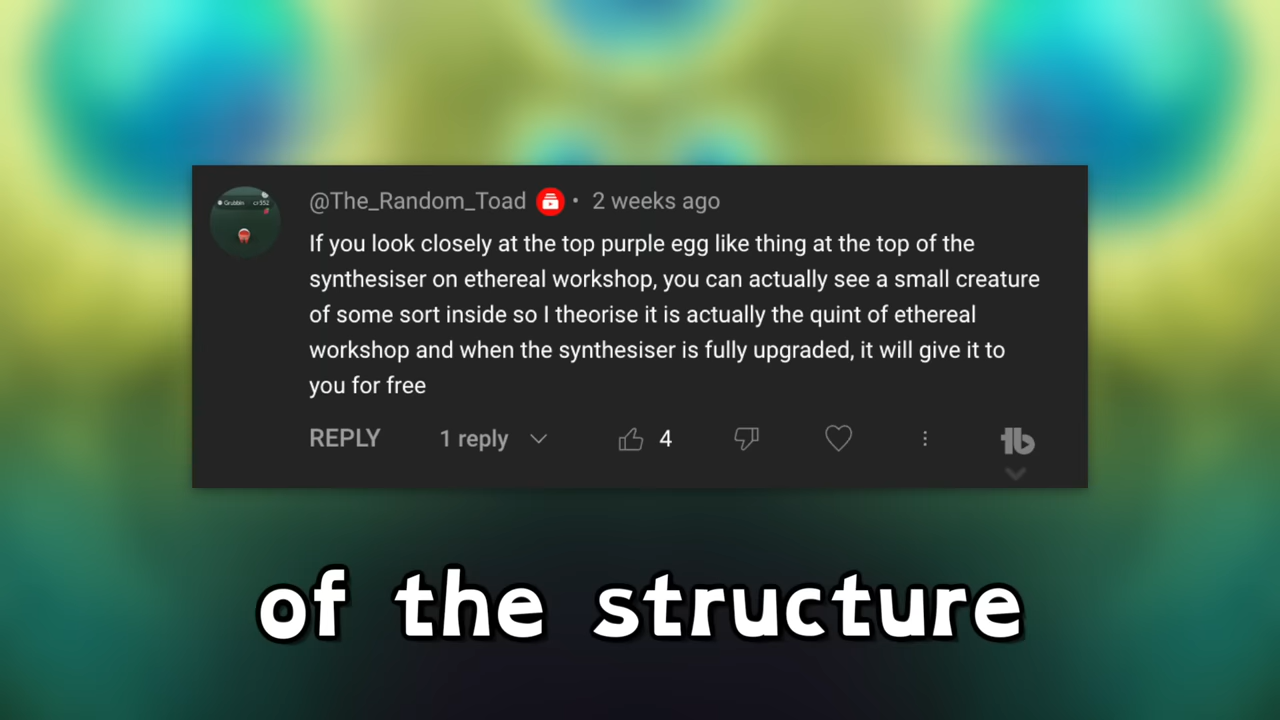 @The_Random_Toad • 2 weeks ago
If you look closely at the top purple egg like thing at the top of the
synthesiser on ethereal workshop, you can actually see a small creature
of some sort inside so I theorise it is actually the quint of ethereal
workshop and when the synthesiser is fully upgraded, it will give it to
you for free
REPLY 1 reply 4
of the structure